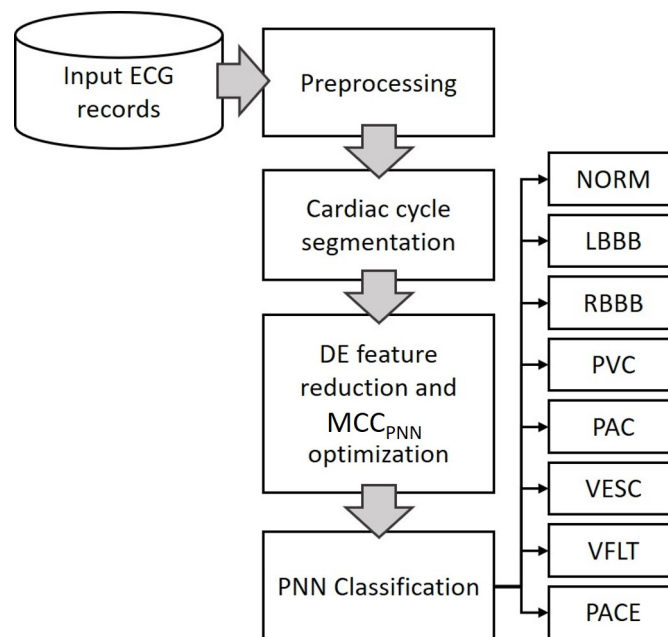 Input ECG
records
Preprocessing
Cardiac cycle
segmentation
DE feature
reduction and
MCCPNN
optimization
PNN Classification
NORM
LBBB
RBBB
PVC
PAC
VESC
VFLT
PACE